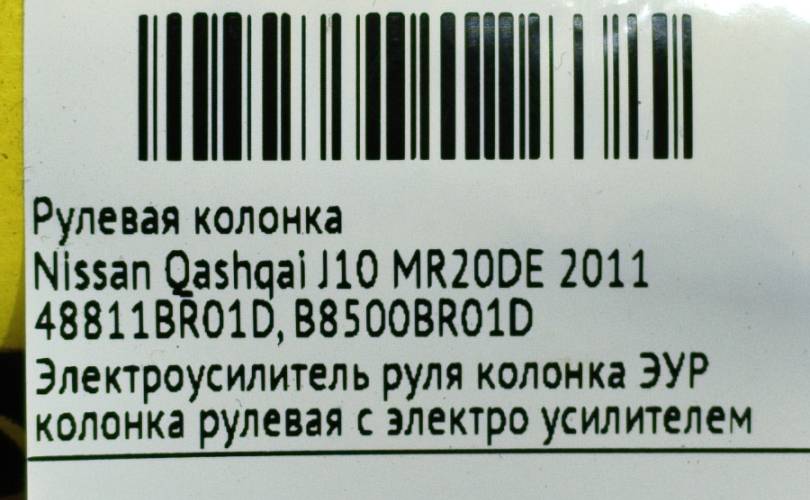 Рулевая колонка
Nissan Qashqai J10 MR20DE 2011
48811BR01D, B8500BR01D
Электроусилитель руля колонка ЭУР
колонка рулевая с электро усилителем